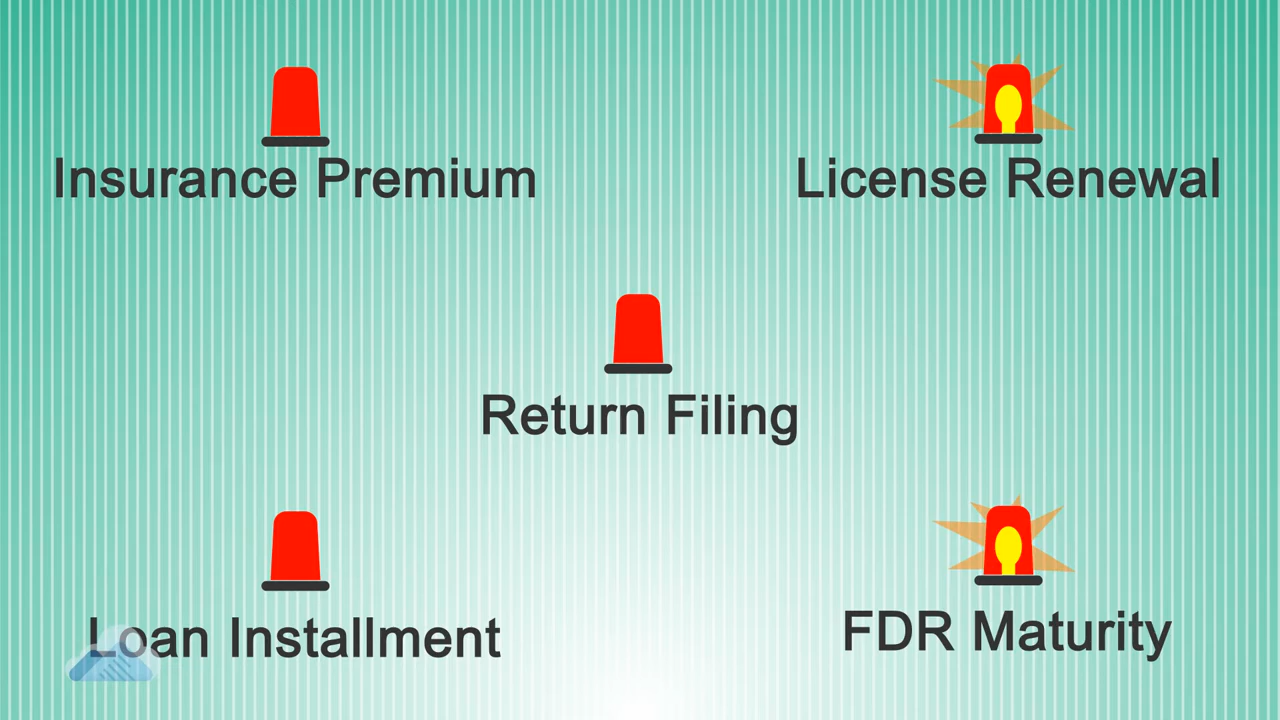 Insurance Premium
License Renewal
Return Filing
Loan Installment
FDR Maturity